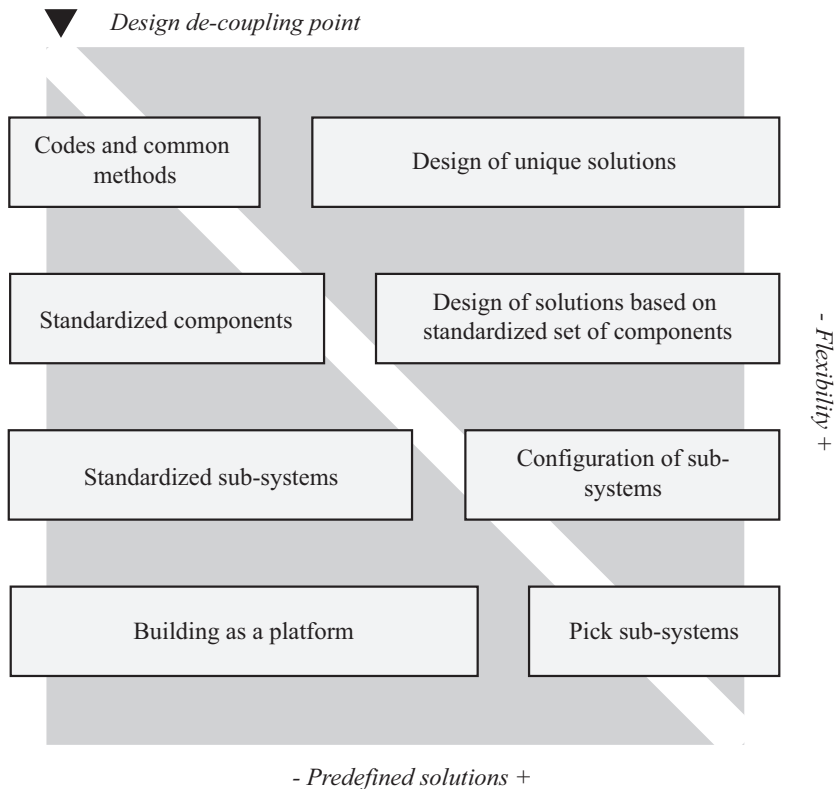 Design de-coupling point
Codes and common
methods
Design of unique solutions
Standardized components
Design of solutions based on
standardized set of components
- Flexibility +
Standardized sub-systems
Configuration of sub-
systems
Building as a platform
Pick sub-systems
- Predefined solutions +